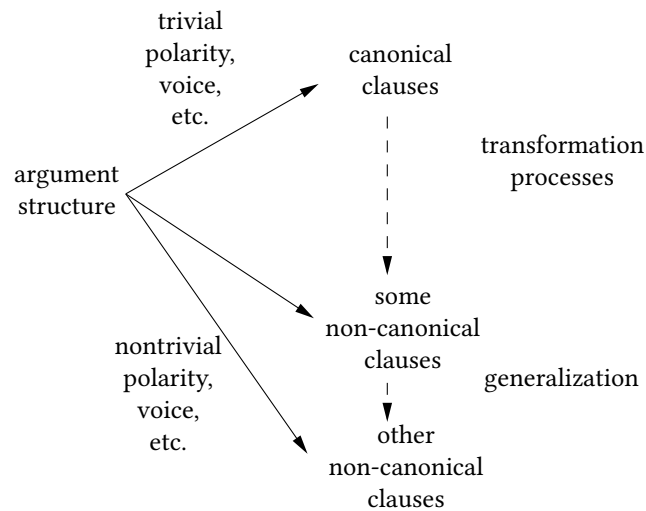 trivial
polarity,
voice,
etc.
canonical
clauses
transformation
processes
argument
structure
some
non-canonical
clauses
nontrivial
polarity,
voice,
etc.
generalization
other
non-canonical
clauses